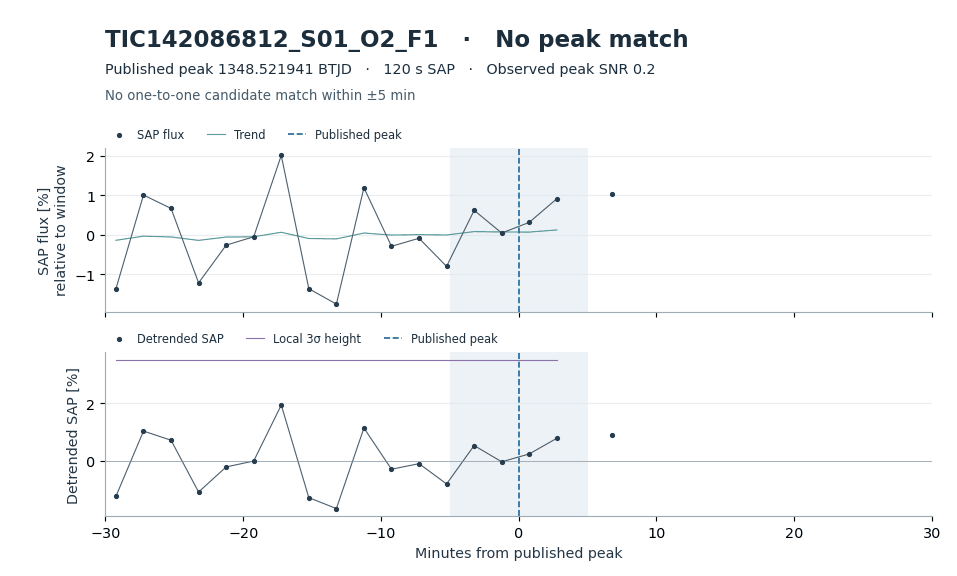 TIC142086812_S01_O2_F1 · No peak match
Published peak 1348.521941 BTJD · 120 s SAP · Observed peak SNR 0.2
No one-to-one candidate match within ±5 min
SAP flux Trend Published peak
2
1
0
−1
SAP flux [%]
relative to window
Detrended SAP Local 3σ height Published peak
2
0
Detrended SAP [%]
−30 −20 −10 0 10 20 30
Minutes from published peak